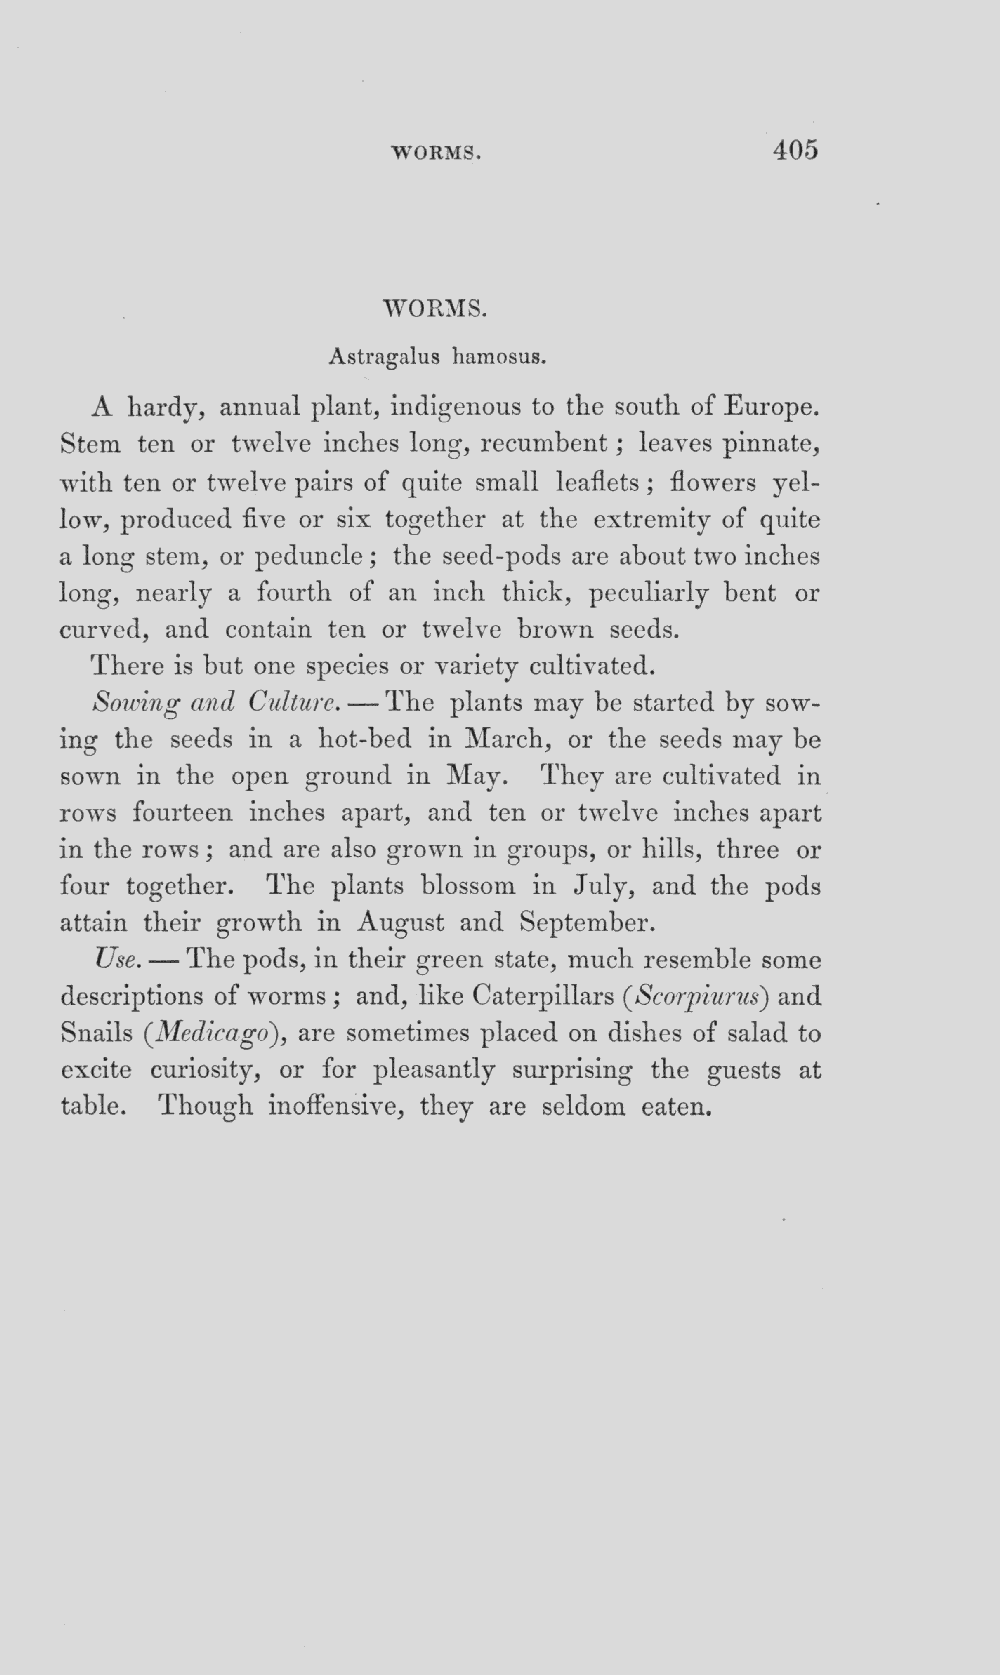 WORMS. 405
WORMS.
Astragalus hamosus.
A hardy, annual plant, indigenous to the south of Europe.
Stem ten or twelve inches long, recumbent; leaves pinnate,
with ten or twelve pairs of quite small leaflets; flowers yel-
low, produced five or six together at the extremity of quite
a long stem, or peduncle; the seed-pods are about two inches
long, nearly a fourth of an inch thick, peculiarly bent or
curved, and contain ten or twelve brown seeds.
There is but one species or variety cultivated.
Sowing and Culture. — The plants may be started by sow-
ing the seeds in a hot-bed in March, or the seeds may be
sown in the open ground in May. They are cultivated in
rows fourteen inches apart, and ten or twelve inches apart
in the rows; and are also grown in groups, or hills, three or
four together. The plants blossom in July, and the pods
attain their growth in August and September.
Use. — The pods, in their green state, much resemble some
descriptions of worms; and, like Caterpillars (Scorpiurus) and
Snails (Medicago), are sometimes placed on dishes of salad to
excite curiosity, or for pleasantly surprising the guests at
table. Though inoffensive, they are seldom eaten.